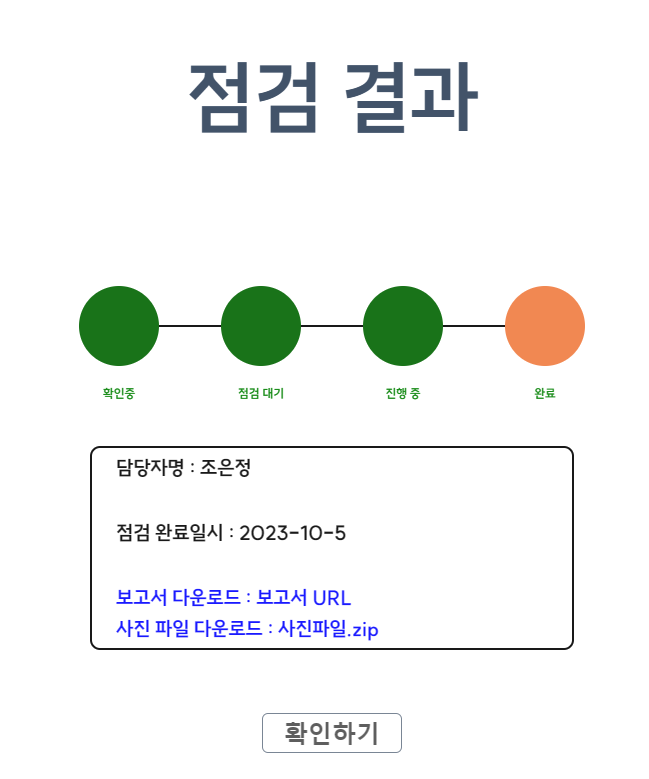 점검 결과
확인중 점검 대기 진행 중 완료
담당자명 : 조은정
점검 완료일시 : 2023-10-5
보고서 다운로드 : 보고서 URL
사진 파일 다운로드 : 사진파일.zip
확인하기